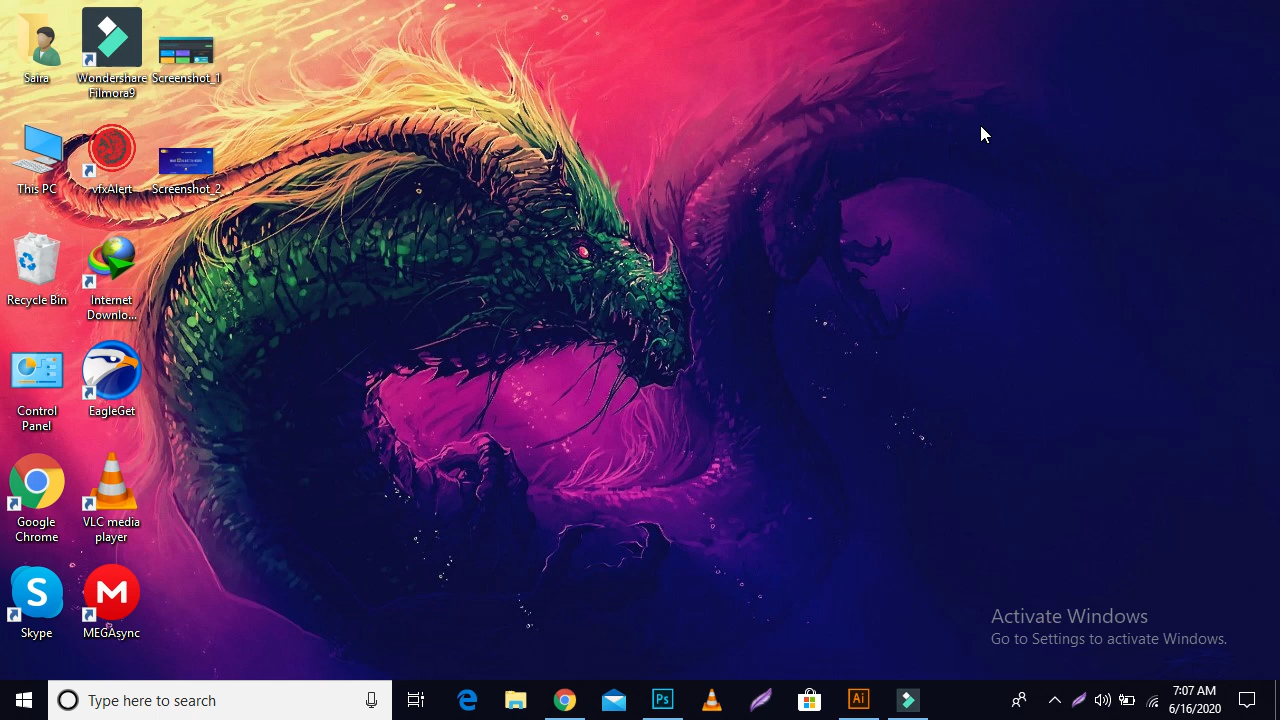 Saira
Wondershare
Filmora9
Screenshot_1
This PC
vfxAlert
Screenshot_2
Recycle Bin
Internet
Downlo...
Control
Panel
EagleGet
Google
Chrome
VLC media
player
S
Skype
M
MEGAsync
Activate Windows
Go to Settings to activate Windows.
Type here to search
Ps
Ai
7:07 AM
6/16/2020